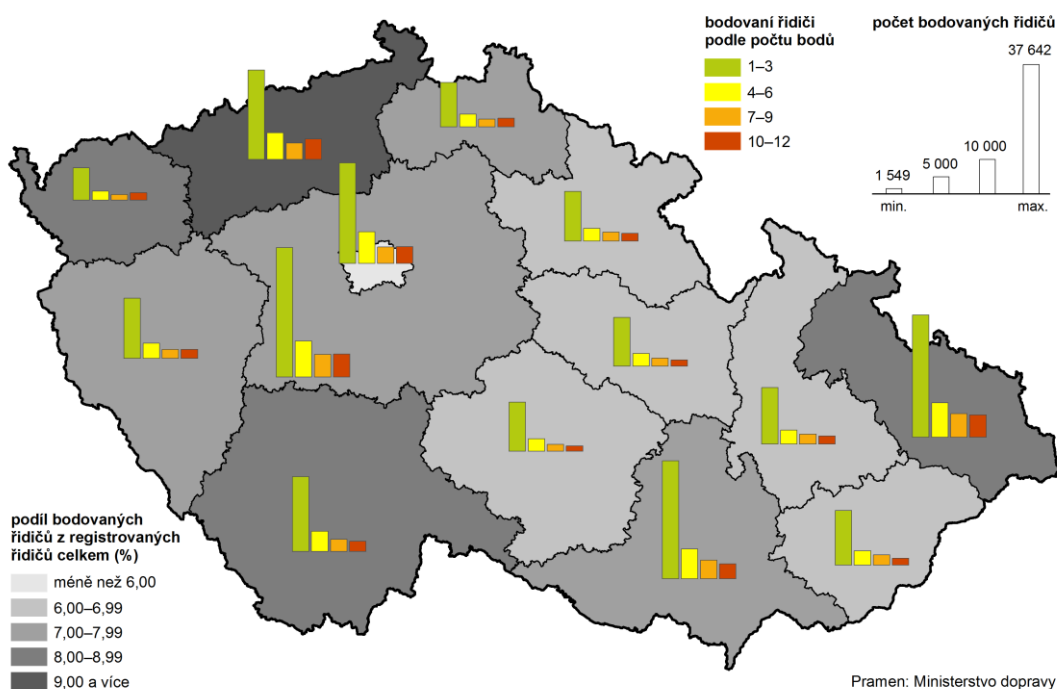 bodovaní řidiči
podle počtu bodů
1–3
4–6
7–9
10–12
počet bodovaných řidičů
37 642
10 000
5 000
1 549
min.
max.
podíl bodovaných
řidičů z registrovaných
řidičů celkem (%)
méně než 6,00
6,00–6,99
7,00–7,99
8,00–8,99
9,00 a více
Pramen: Ministerstvo dopravy